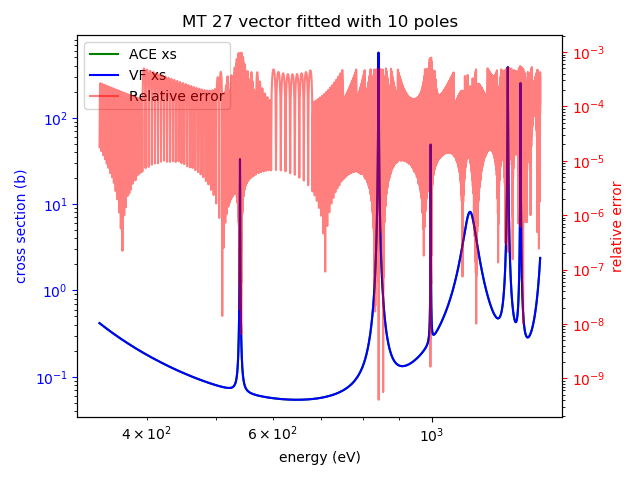 MT 27 vector fitted with 10 poles
ACE xs
VF xs
Relative error
cross section (b)
10²
10¹
10⁰
10⁻¹
10⁻³
10⁻⁴
10⁻⁵
10⁻⁶
10⁻⁷
10⁻⁸
10⁻⁹
relative error
4 × 10²
6 × 10²
10³
energy (eV)